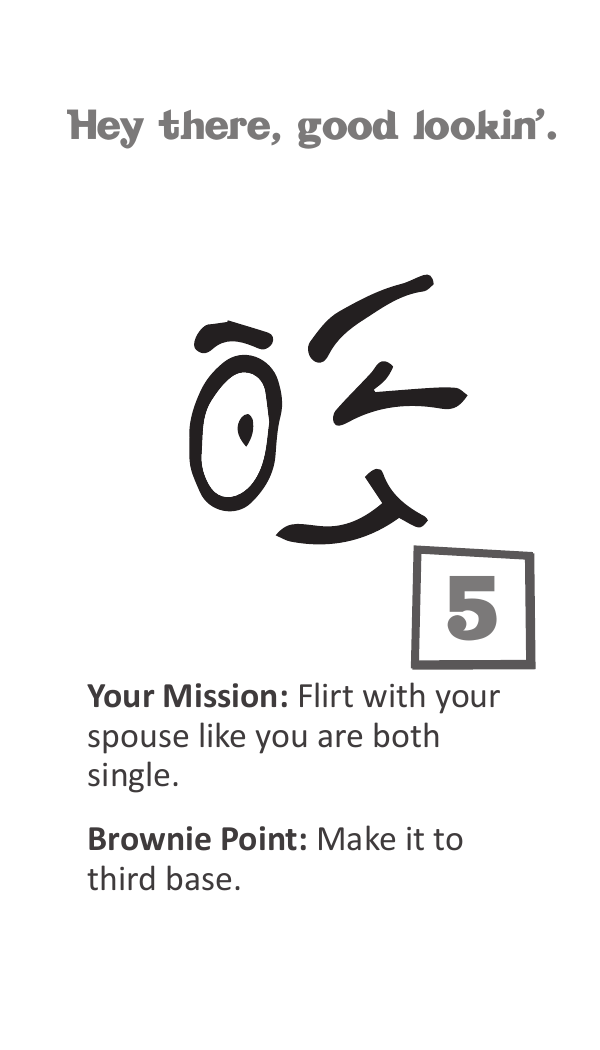 Hey there, good lookin’.
5
Your Mission: Flirt with your
spouse like you are both
single.
Brownie Point: Make it to
third base.